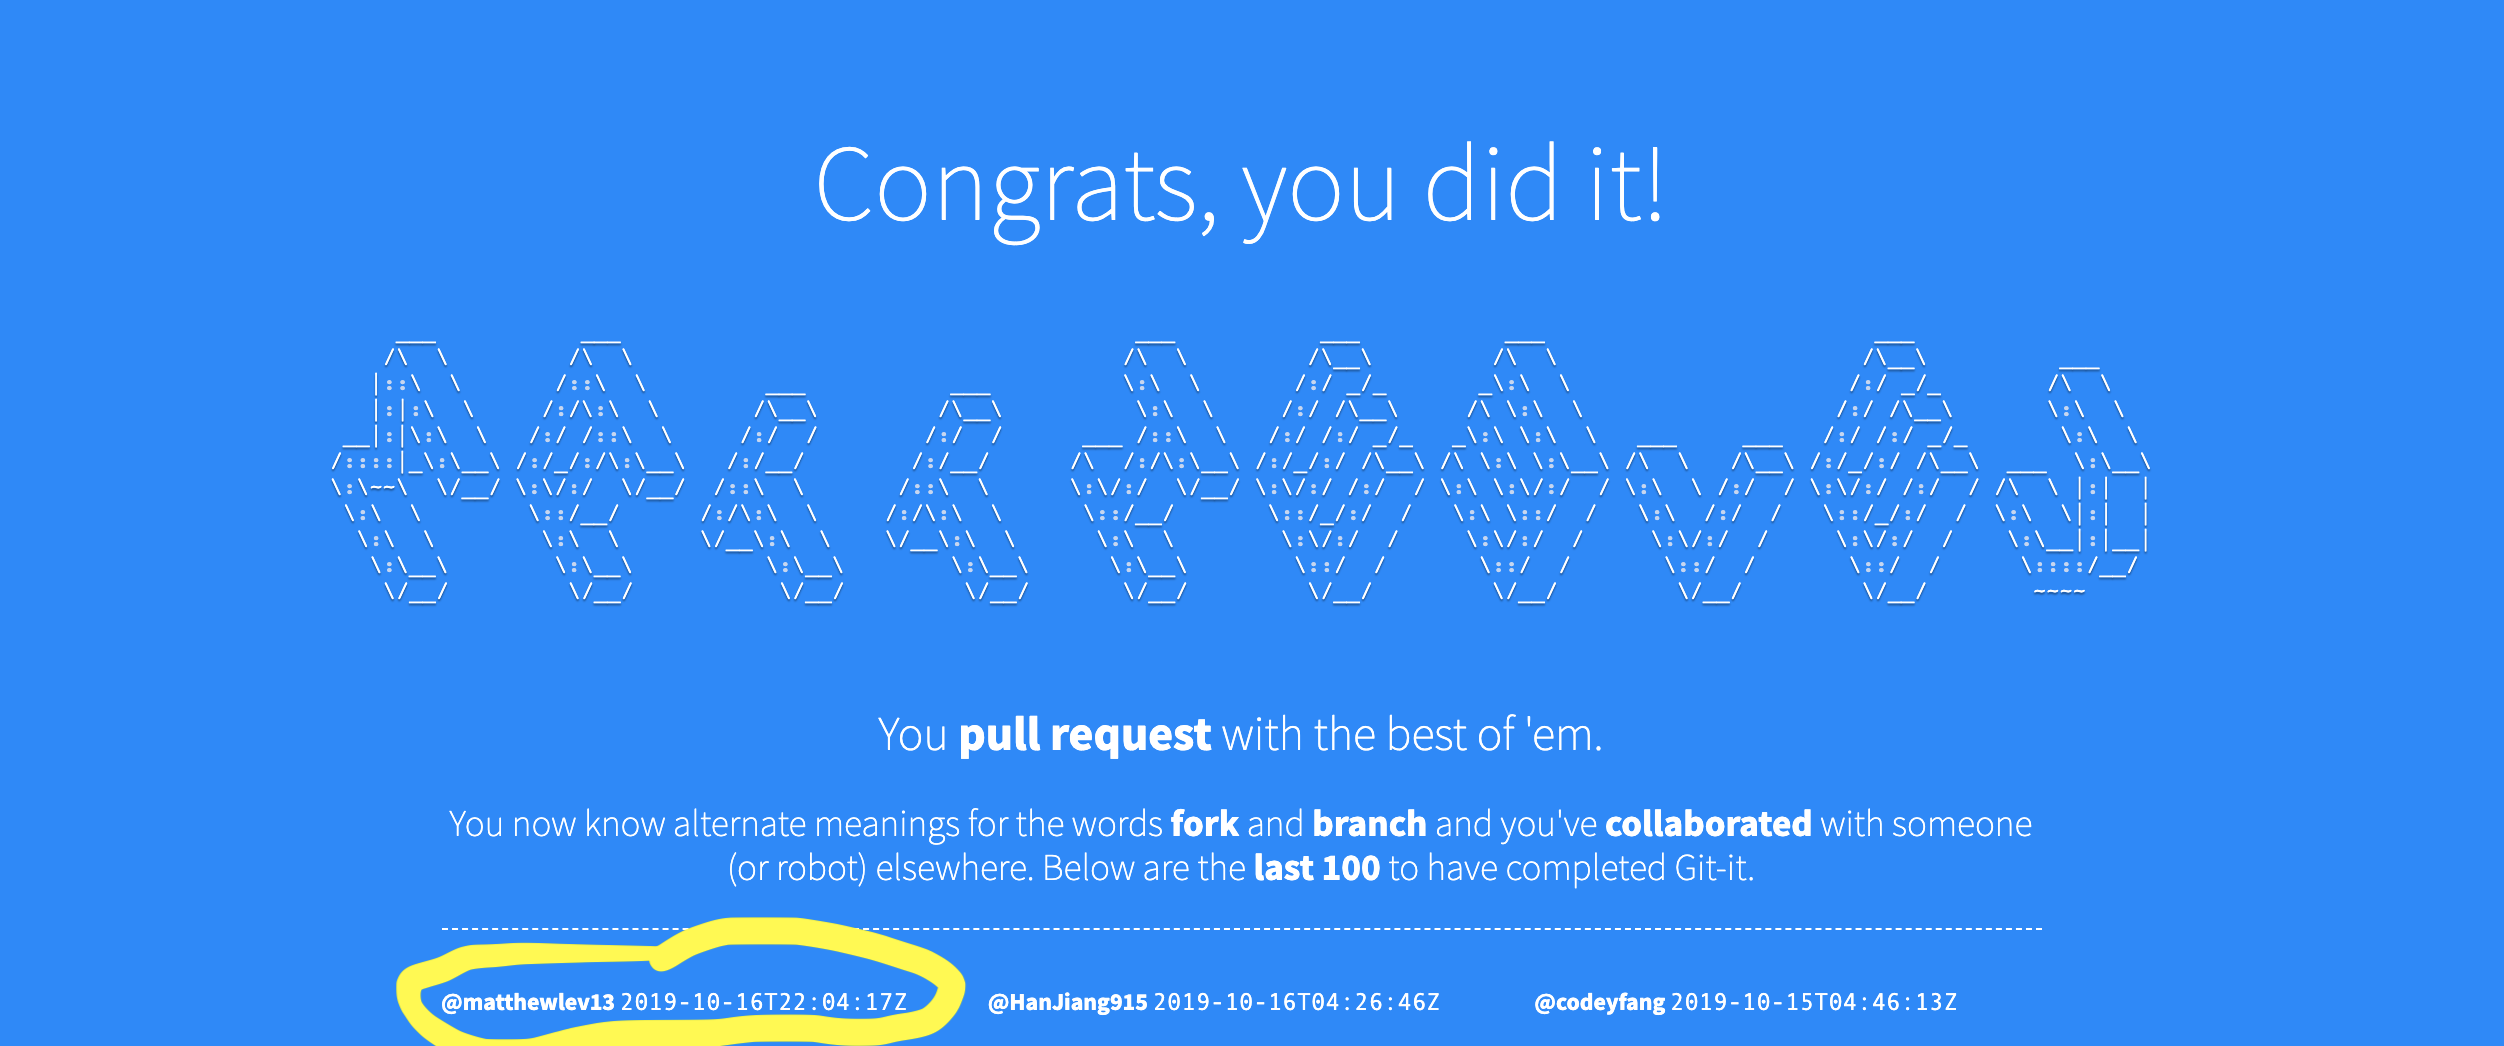 Congrats, you did it!
You pull request with the best of 'em.
You now know alternate meanings for the words fork and branch and you've collaborated with someone
(or robot) elsewhere. Below are the last 100 to have completed Git-it.
@matthewlev13 2019-10-16T22:04:17Z @HanJiang915 2019-10-16T04:26:46Z @codeyfang 2019-10-15T04:46:13Z